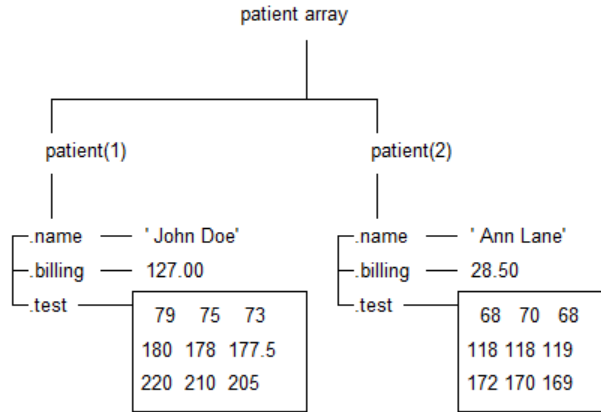 patient array
patient(1) patient(2)
.name ' John Doe' .name ' Ann Lane'
.billing 127.00 .billing 28.50
.test .test
79 75 73 68 70 68
180 178 177.5 118 118 119
220 210 205 172 170 169